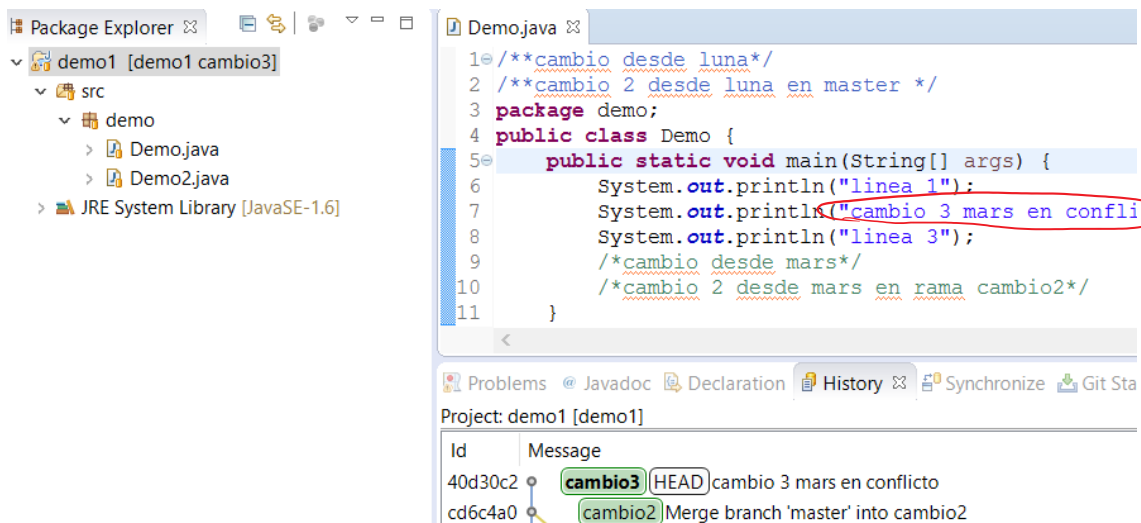 Package Explorer
demo1 [demo1 cambio3]
src
demo
Demo.java
Demo2.java
JRE System Library [JavaSE-1.6]
Demo.java
1 /**cambio desde luna*/
2 /**cambio 2 desde luna en master */
3 package demo;
4 public class Demo {
5 public static void main(String[] args) {
6 System.out.println("linea 1");
7 System.out.println("cambio 3 mars en confli
8 System.out.println("linea 3");
9 /*cambio desde mars*/
10 /*cambio 2 desde mars en rama cambio2*/
11 }
Problems @ Javadoc Declaration History Synchronize Git Sta
Project: demo1 [demo1]
Id Message
40d30c2 cambio3 HEAD cambio 3 mars en conflicto
cd6c4a0 cambio2 Merge branch 'master' into cambio2